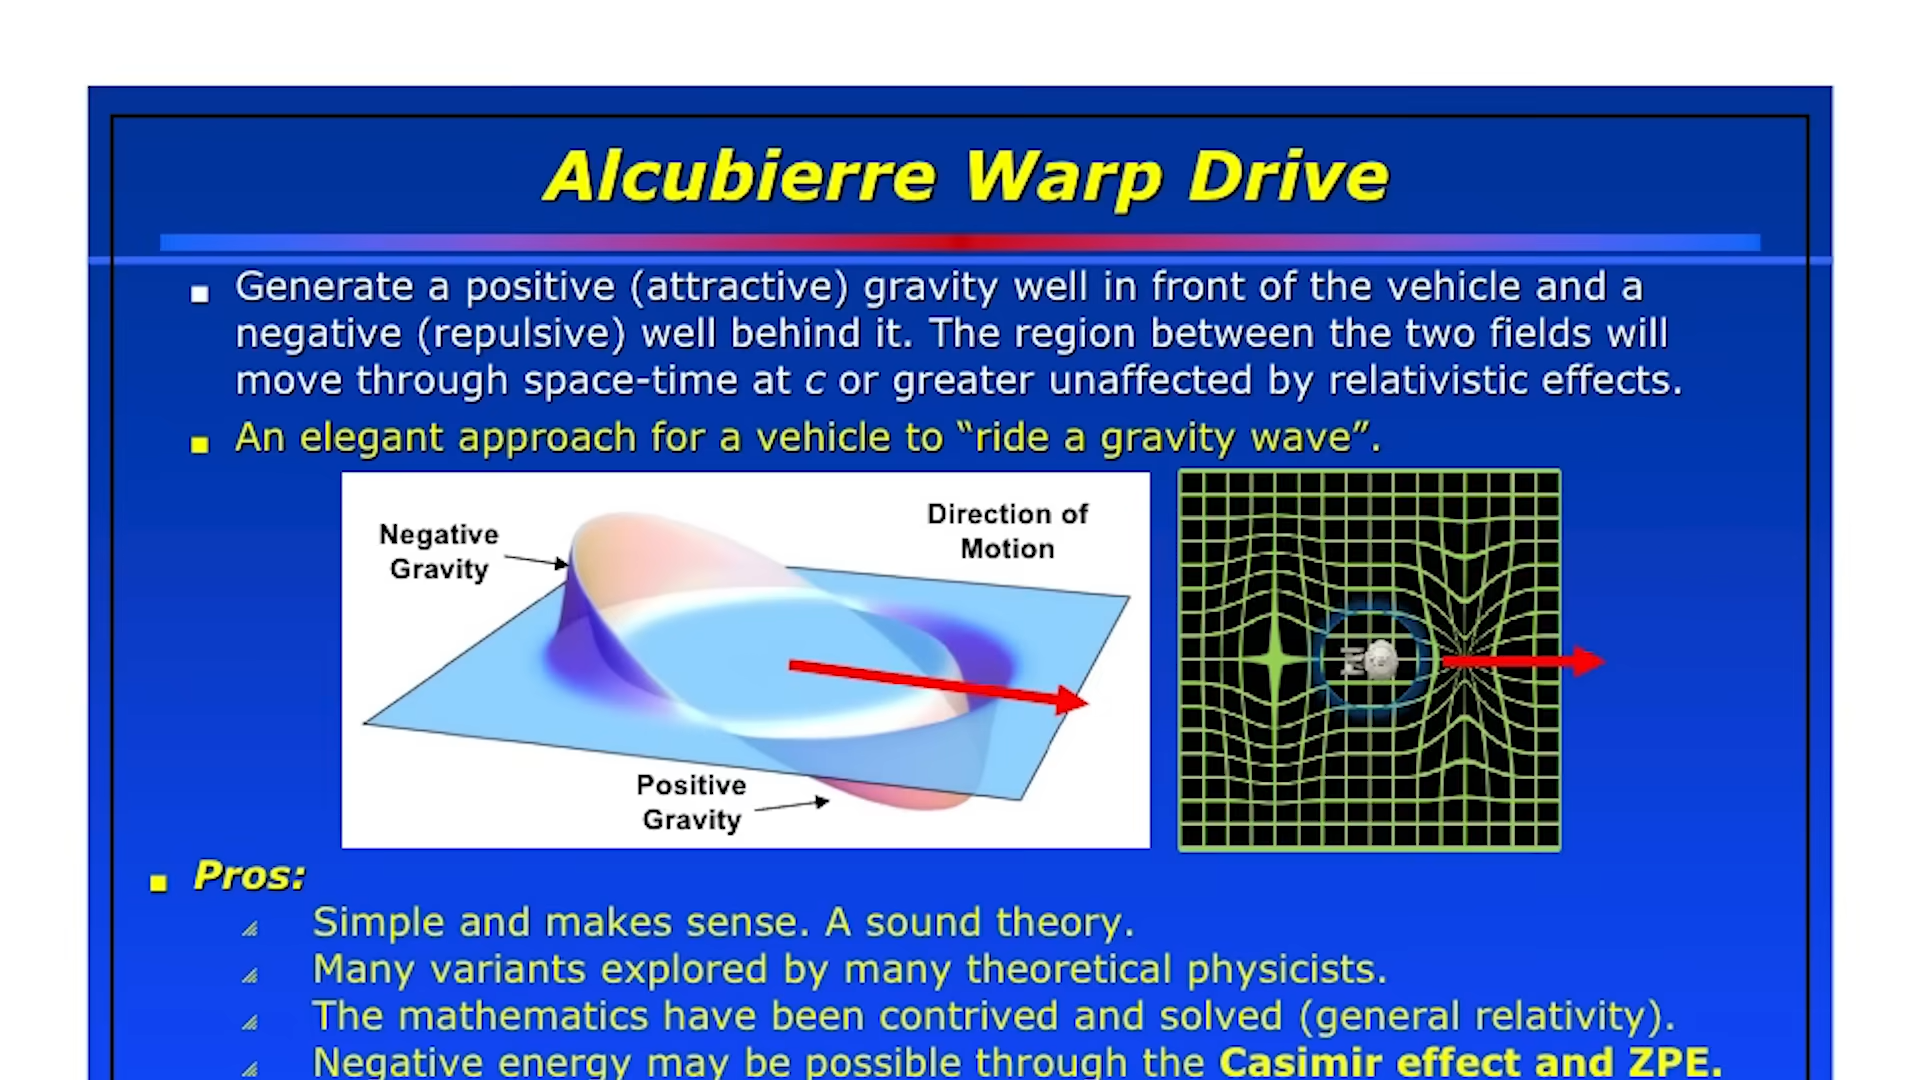 Alcubierre Warp Drive
Generate a positive (attractive) gravity well in front of the vehicle and a
negative (repulsive) well behind it. The region between the two fields will
move through space-time at c or greater unaffected by relativistic effects.
An elegant approach for a vehicle to “ride a gravity wave”.
Negative
Gravity
Direction of
Motion
Positive
Gravity
Pros:
Simple and makes sense. A sound theory.
Many variants explored by many theoretical physicists.
The mathematics have been contrived and solved (general relativity).
Negative energy may be possible through the Casimir effect and ZPE.